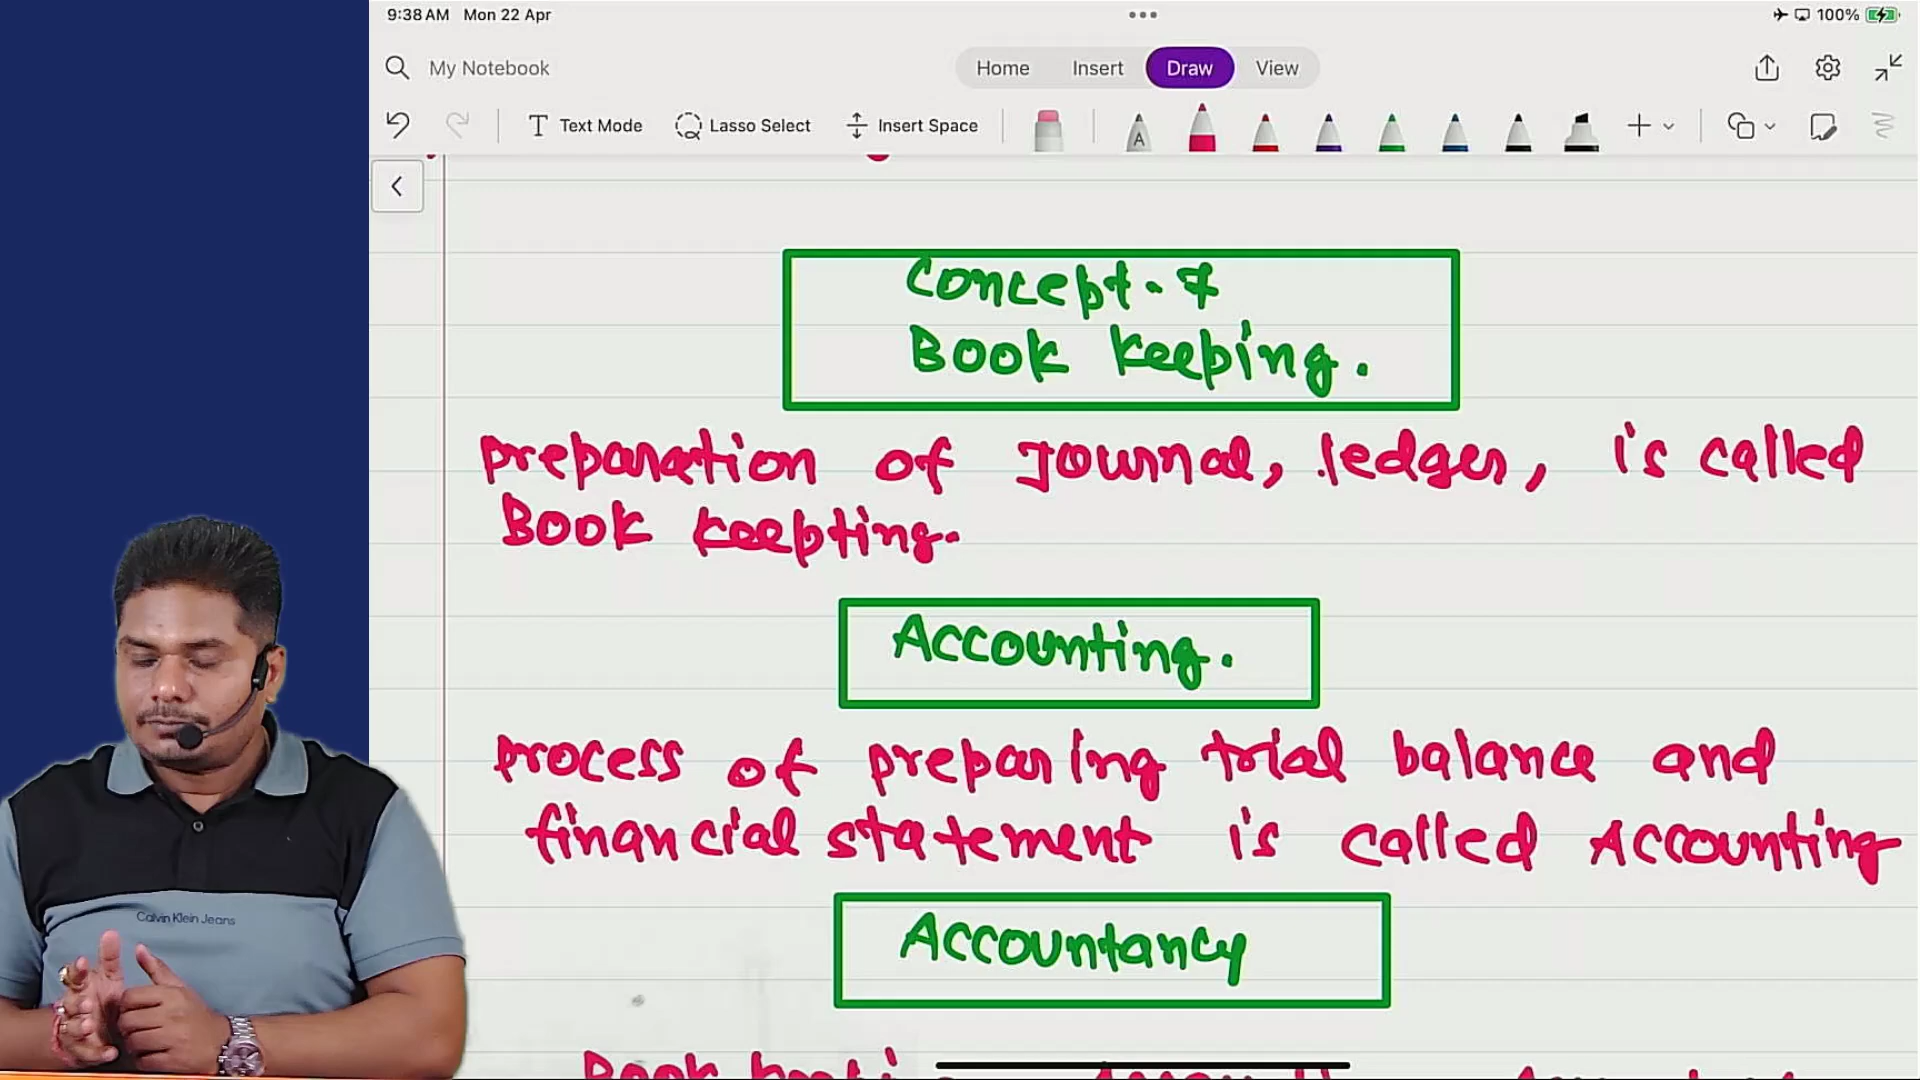 9:38 AM Mon 22 Apr
100%
My Notebook
Home Insert Draw View
Text Mode Lasso Select Insert Space
A
Concept. of
Book keeping.
preparation of Journal, ledger, is called
Book keepting.
Accounting.
process of preparing trial balance and
financial statement is called Accounting
Accountancy
Calvin Klein Jeans